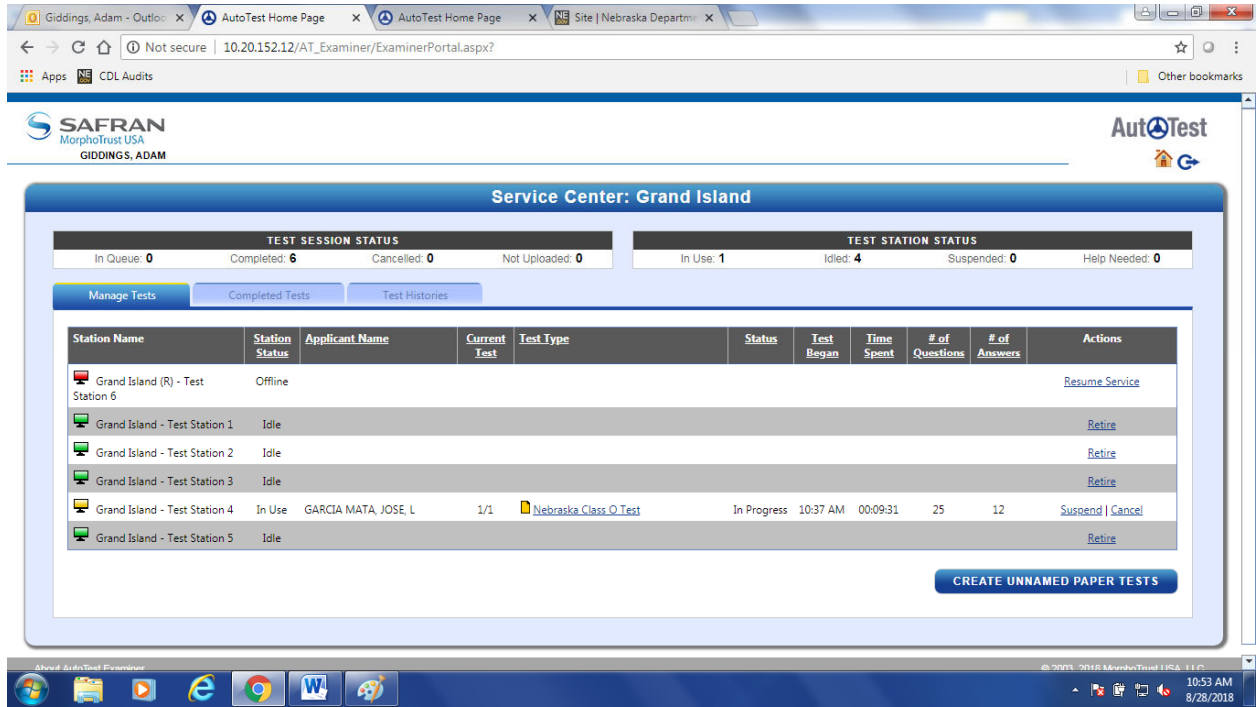 Giddings, Adam - Outloo
AutoTest Home Page
AutoTest Home Page
Site | Nebraska Departme
Not secure | 10.20.152.12/AT_Examiner/ExaminerPortal.aspx?
Apps
CDL Audits
Other bookmarks
SAFRAN
MorphoTrust USA
GIDDINGS, ADAM
AutoTest
Service Center: Grand Island
TEST SESSION STATUS
In Queue: 0 Completed: 6 Cancelled: 0 Not Uploaded: 0
TEST STATION STATUS
In Use: 1 Idled: 4 Suspended: 0 Help Needed: 0
Manage Tests Completed Tests Test Histories
Station Name Station Status Applicant Name Current Test Test Type Status Test Began Time Spent # of Questions # of Answers Actions
Grand Island (R) - Test Station 6 Offline Resume Service
Grand Island - Test Station 1 Idle Retire
Grand Island - Test Station 2 Idle Retire
Grand Island - Test Station 3 Idle Retire
Grand Island - Test Station 4 In Use GARCIA MATA, JOSE, L 1/1 Nebraska Class O Test In Progress 10:37 AM 00:09:31 25 12 Suspend | Cancel
Grand Island - Test Station 5 Idle Retire
CREATE UNNAMED PAPER TESTS
About AutoTest Examiner
© 2003, 2018 MorphoTrust USA, LLC
10:53 AM
8/28/2018